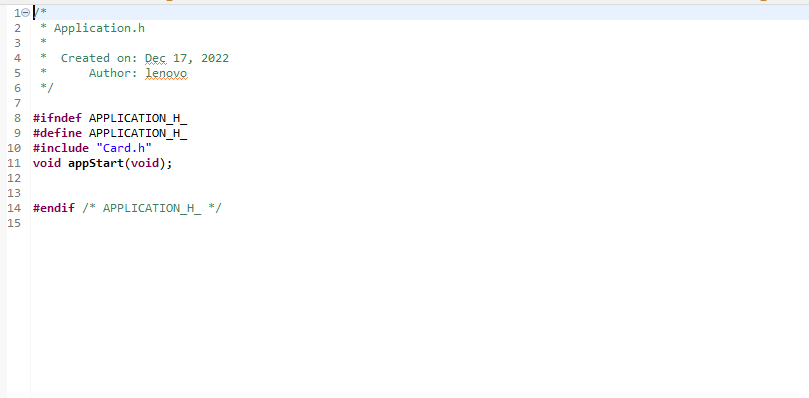 1 /*
2  * Application.h
3  *
4  *  Created on: Dec 17, 2022
5  *      Author: lenovo
6  */
7
8 #ifndef APPLICATION_H_
9 #define APPLICATION_H_
10 #include "Card.h"
11 void appStart(void);
12
13
14 #endif /* APPLICATION_H_ */
15